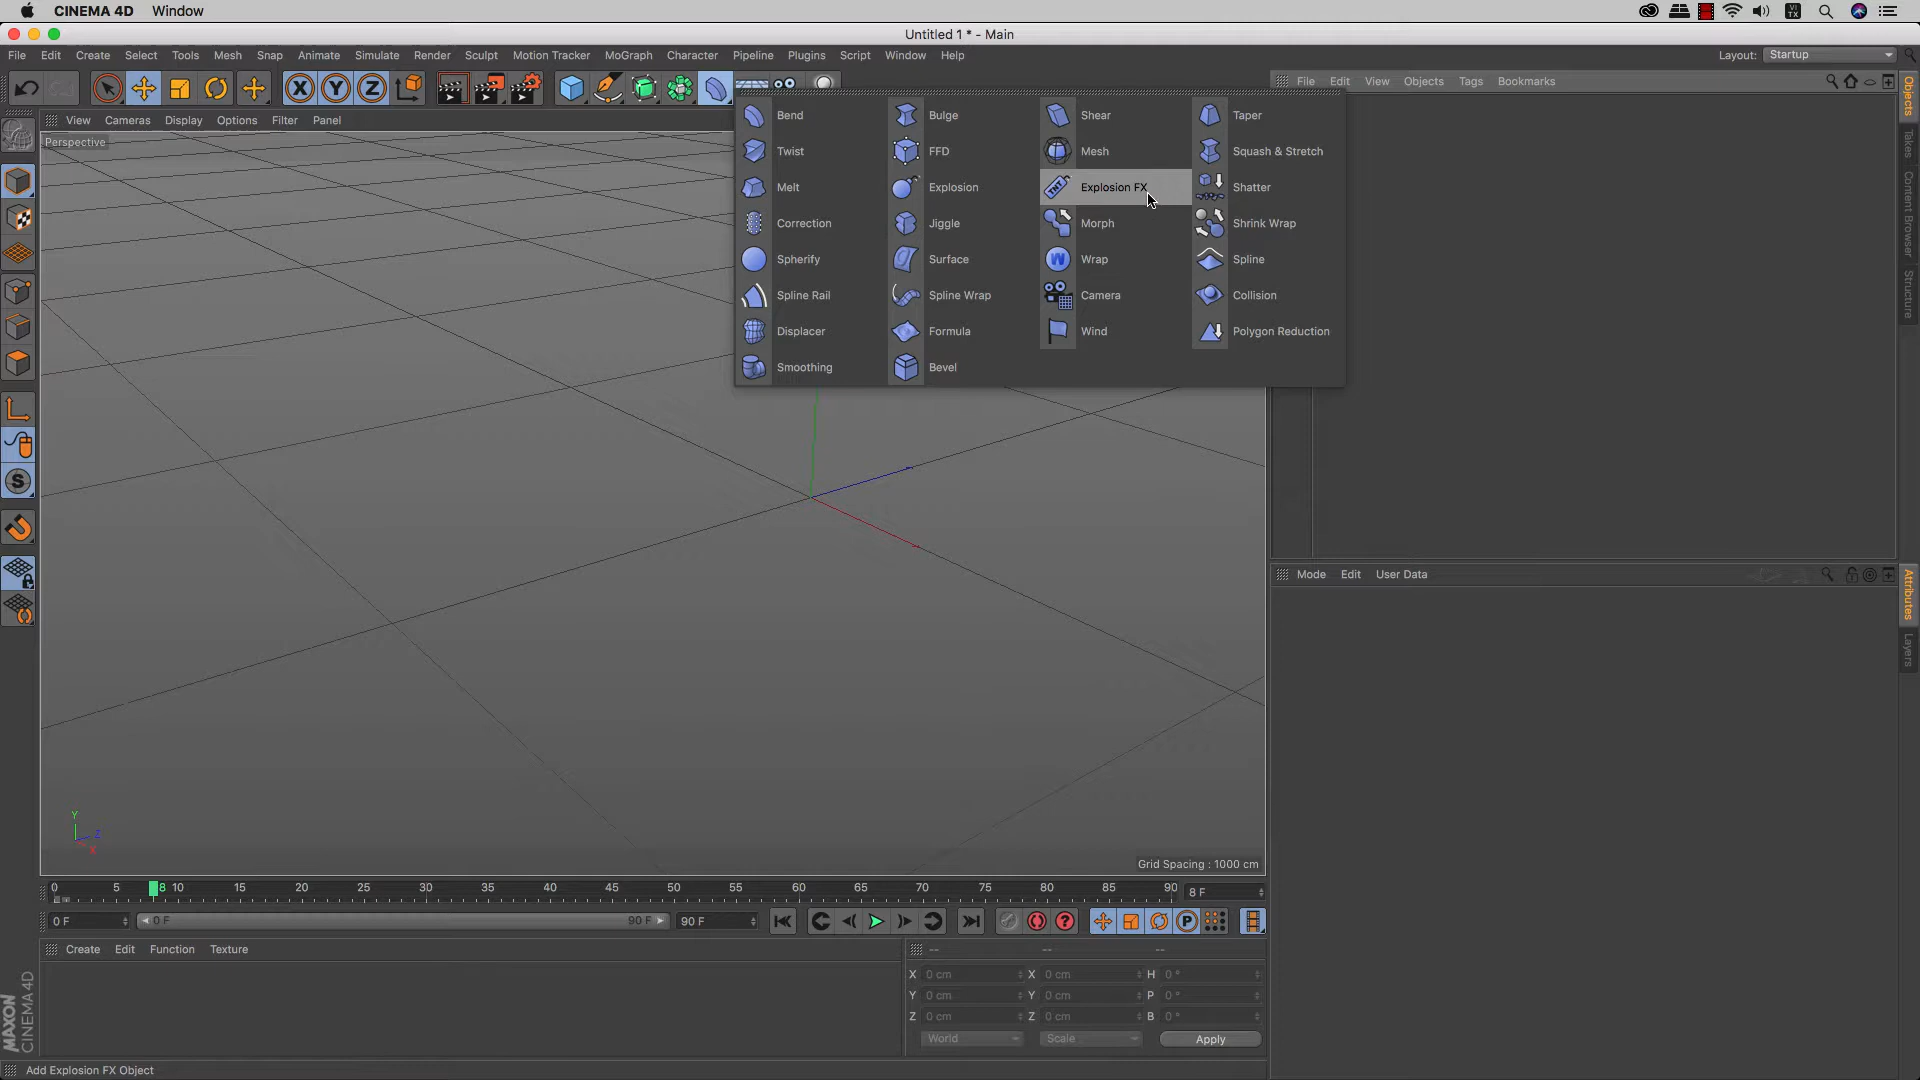 CINEMA 4D Window
Untitled 1 * - Main
File Edit Create Select Tools Mesh Snap Animate Simulate Render Sculpt Motion Tracker MoGraph Character Pipeline Plugins Script Window Help Layout: Startup
File Edit View Objects Tags Bookmarks
View Cameras Display Options Filter Panel
Perspective
Bend Bulge Shear Taper
Twist FFD Mesh Squash & Stretch
Melt Explosion Explosion FX Shatter
Correction Jiggle Morph Shrink Wrap
Spherify Surface Wrap Spline
Spline Rail Spline Wrap Camera Collision
Displacer Formula Wind Polygon Reduction
Smoothing Bevel
Objects
Takes
Content Browser
Structure
Mode Edit User Data
Attributes
Layers
Y
Z
X
Grid Spacing : 1000 cm
0 5 8 10 15 20 25 30 35 40 45 50 55 60 65 70 75 80 85 90 8 F
0 F 0 F 90 F 90 F
Create Edit Function Texture
-- -- --
X 0 cm X 0 cm H 0 °
Y 0 cm Y 0 cm P 0 °
Z 0 cm Z 0 cm B 0 °
World Scale Apply
MAXON
CINEMA 4D
Add Explosion FX Object